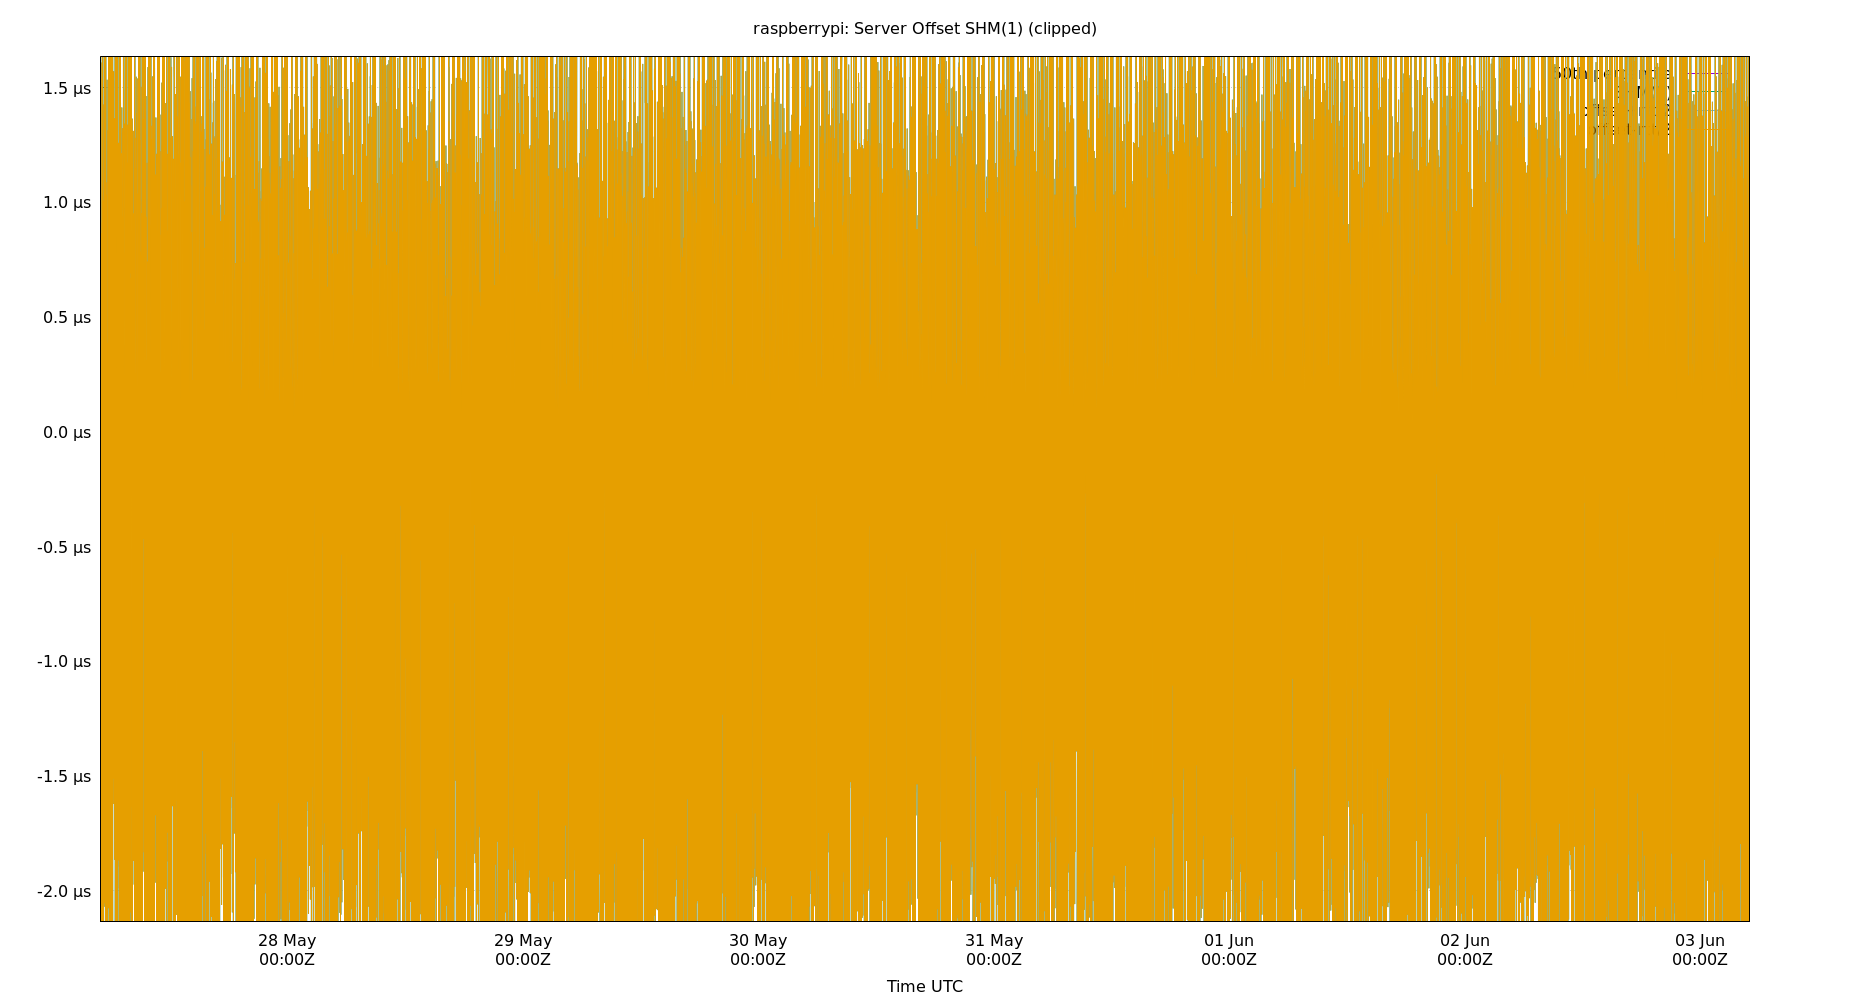 raspberrypi: Server Offset SHM(1) (clipped)
1.5 µs
1.0 µs
0.5 µs
0.0 µs
-0.5 µs
-1.0 µs
-1.5 µs
-2.0 µs
28 May 29 May 30 May 31 May 01 Jun 02 Jun 03 Jun
00:00Z 00:00Z 00:00Z 00:00Z 00:00Z 00:00Z 00:00Z
Time UTC